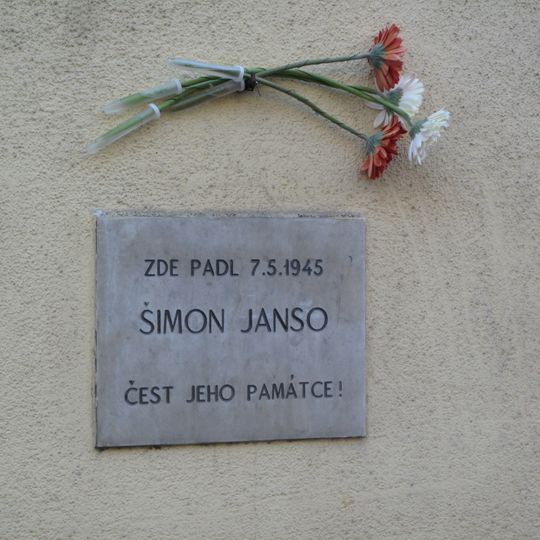 ZDE PADL 7.5.1945
ŠIMON JANSO
ČEST JEHO PAMÁTCE!